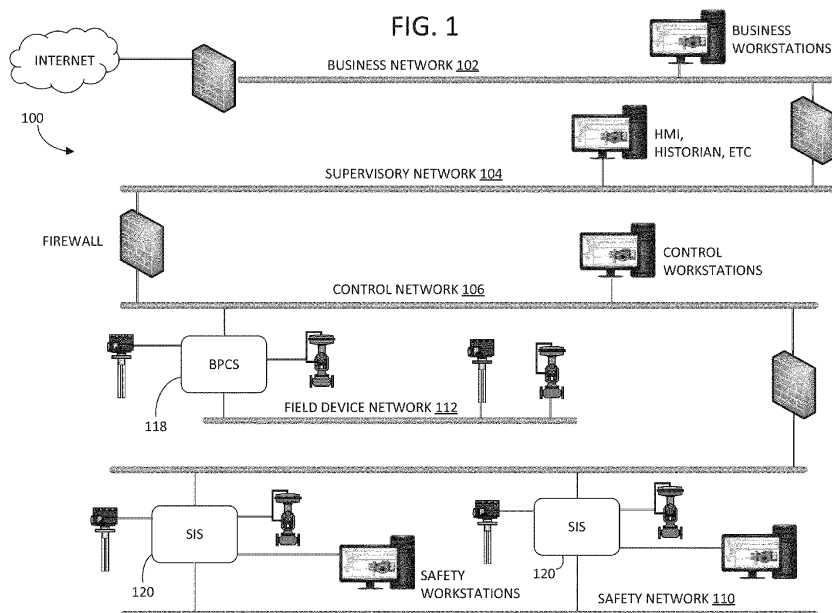 FIG. 1
INTERNET
BUSINESS
WORKSTATIONS
BUSINESS NETWORK 102
100
HMI,
HISTORIAN, ETC
SUPERVISORY NETWORK 104
FIREWALL
CONTROL
WORKSTATIONS
CONTROL NETWORK 106
BPCS
118
FIELD DEVICE NETWORK 112
SIS
SIS
120
SAFETY
WORKSTATIONS
120
SAFETY NETWORK 110